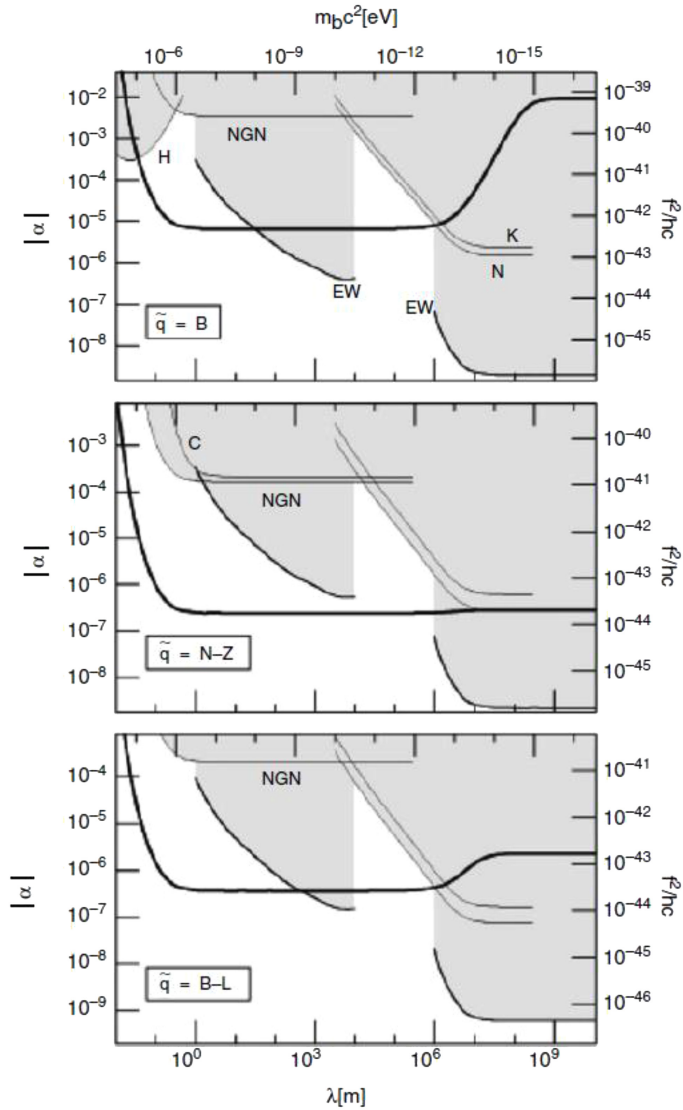 m_b c²[eV]
10⁻⁶ 10⁻⁹ 10⁻¹² 10⁻¹⁵
10⁻² 10⁻³⁹
10⁻³ NGN 10⁻⁴⁰
H
10⁻⁴ 10⁻⁴¹
|α| 10⁻⁵ 10⁻⁴² f²/hc
K
10⁻⁶ N 10⁻⁴³
EW EW
10⁻⁷ 10⁻⁴⁴
q̃ = B
10⁻⁸ 10⁻⁴⁵
10⁻³ C 10⁻⁴⁰
10⁻⁴ NGN 10⁻⁴¹
|α| 10⁻⁵ 10⁻⁴² f²/hc
10⁻⁶ 10⁻⁴³
10⁻⁷ 10⁻⁴⁴
q̃ = N–Z
10⁻⁸ 10⁻⁴⁵
10⁻⁴ NGN 10⁻⁴¹
10⁻⁵ 10⁻⁴²
|α| 10⁻⁶ 10⁻⁴³ f²/hc
10⁻⁷ 10⁻⁴⁴
10⁻⁸ 10⁻⁴⁵
q̃ = B–L
10⁻⁹ 10⁻⁴⁶
10⁰ 10³ 10⁶ 10⁹
λ[m]